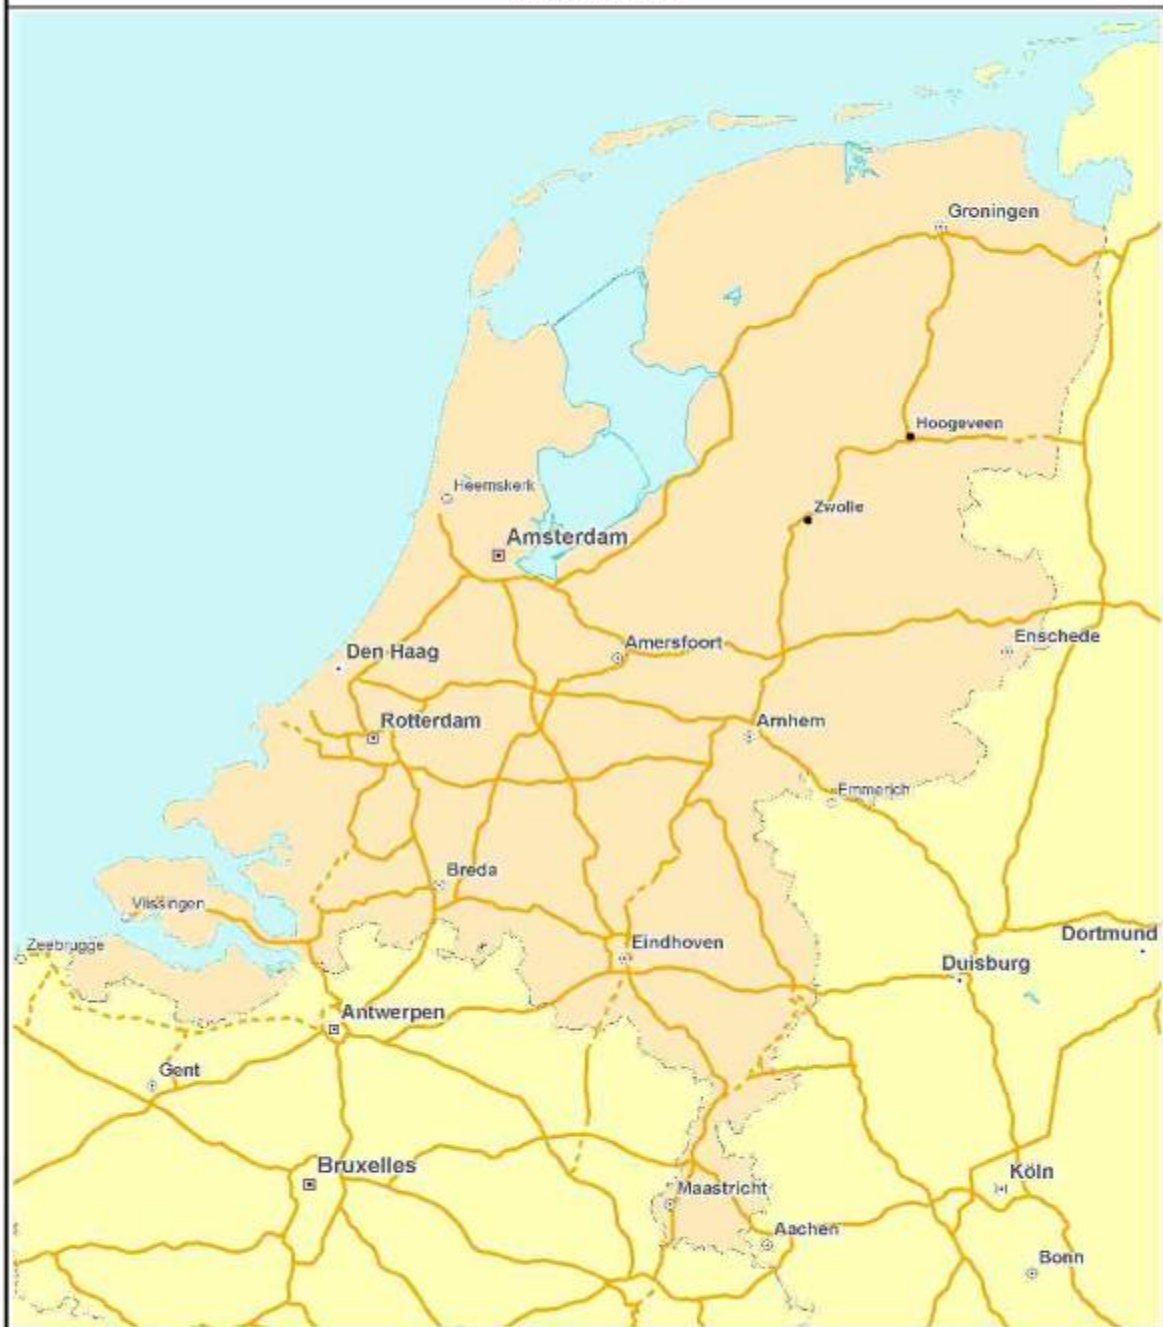 Groningen
Hoogeveen
Heemskerk
Zwolle
Amsterdam
Enschede
Amersfoort
Den Haag
Rotterdam
Arnhem
Emmerich
Breda
Vlissingen
Dortmund
Eindhoven
Zeebrugge
Duisburg
Antwerpen
Gent
Bruxelles
Köln
Maastricht
Aachen
Bonn